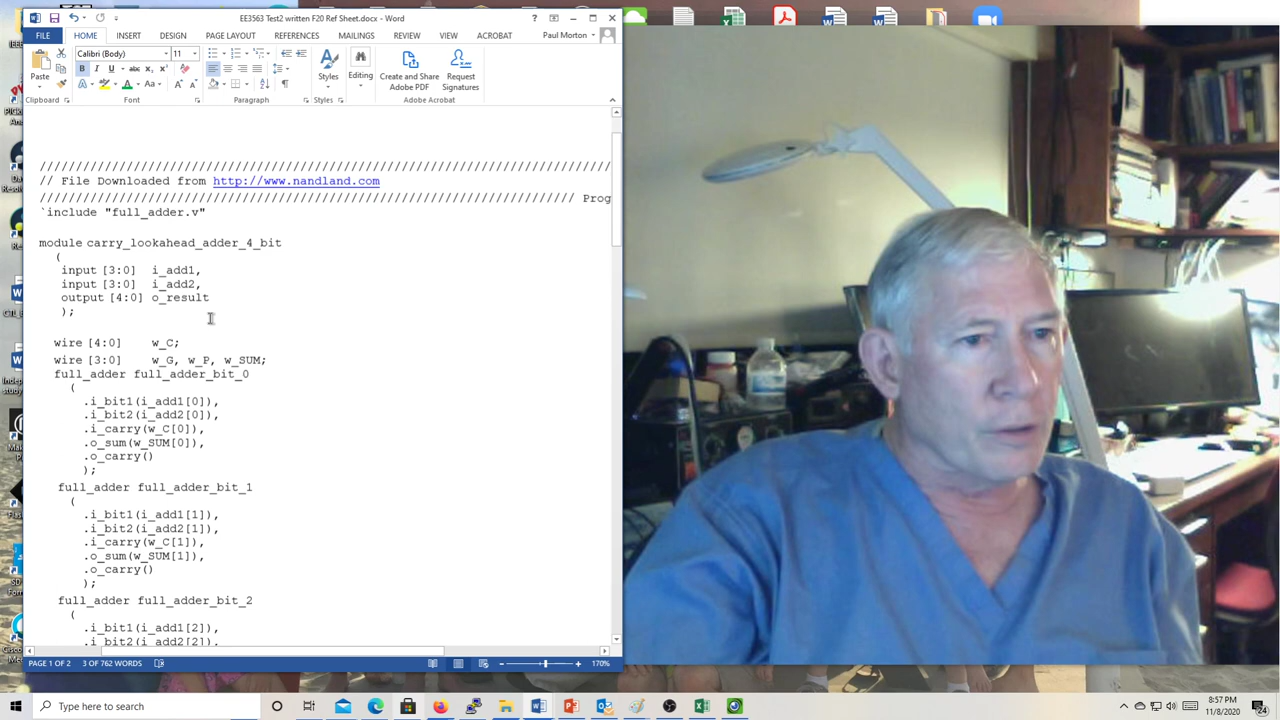 EE3563 Test2 written F20 Ref Sheet.docx - Word
FILE HOME INSERT DESIGN PAGE LAYOUT REFERENCES MAILINGS REVIEW VIEW ACROBAT Paul Morton
Calibri (Body) 11
Paste Styles Editing Create and Share Adobe PDF Request Signatures
Clipboard Font Paragraph Styles Adobe Acrobat
// File Downloaded from http://www.nandland.com
`include "full_adder.v"
module carry_lookahead_adder_4_bit
(
input [3:0] i_add1,
input [3:0] i_add2,
output [4:0] o_result
);
wire [4:0] w_C;
wire [3:0] w_G, w_P, w_SUM;
full_adder full_adder_bit_0
(
.i_bit1(i_add1[0]),
.i_bit2(i_add2[0]),
.i_carry(w_C[0]),
.o_sum(w_SUM[0]),
.o_carry()
);
full_adder full_adder_bit_1
(
.i_bit1(i_add1[1]),
.i_bit2(i_add2[1]),
.i_carry(w_C[1]),
.o_sum(w_SUM[1]),
.o_carry()
);
full_adder full_adder_bit_2
(
.i_bit1(i_add1[2]),
.i_bit2(i_add2[2]),
PAGE 1 OF 2 3 OF 762 WORDS 170%
Type here to search
8:57 PM
11/8/2020
24